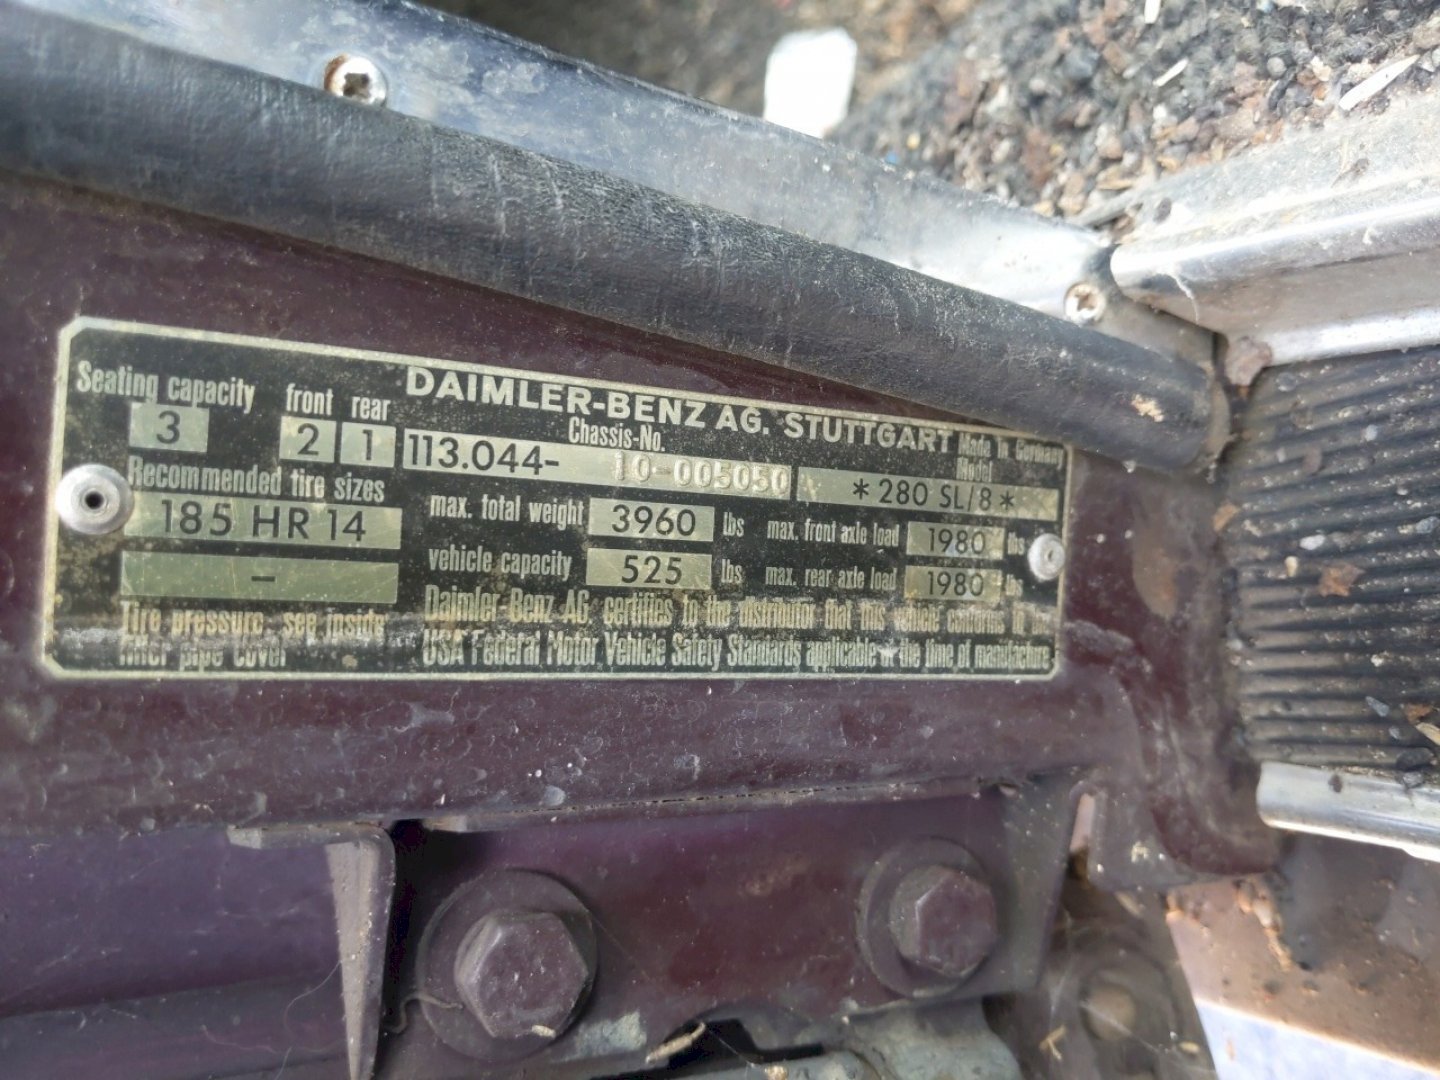 DAIMLER-BENZ AG. STUTTGART Made in Germany
Seating capacity front rear Chassis-No. Model
3 2 1 113.044- 10-005050 *280 SL/8*
Recommended tire sizes max. total weight 3960 lbs max. front axle load 1980 lbs
185 HR 14 vehicle capacity 525 lbs max. rear axle load 1980 lbs
-
Tire pressure: see inside Daimler-Benz AG. certifies to the distributor that this vehicle conforms to
filler pipe cover USA Federal Motor Vehicle Safety Standards applicable at the time of manufacture